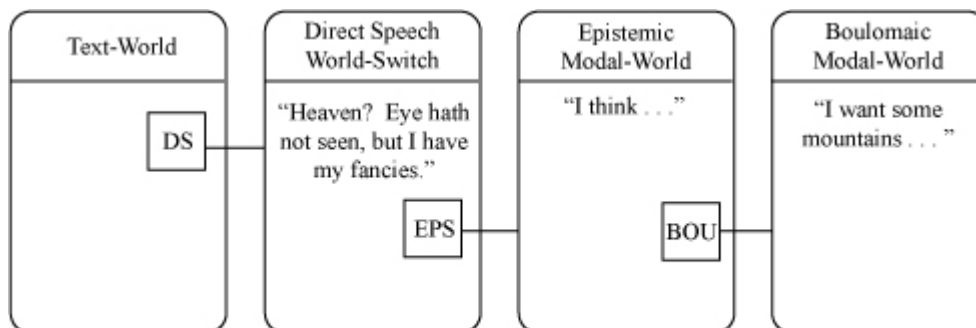 Text-World
DS
Direct Speech
World-Switch
“Heaven? Eye hath
not seen, but I have
my fancies.”
EPS
Epistemic
Modal-World
“I think . . .”
BOU
Boulomaic
Modal-World
“I want some
mountains . . . ”